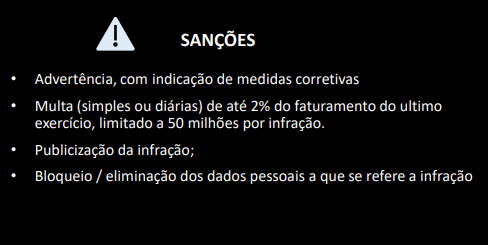 SANÇÕES
• Advertência, com indicação de medidas corretivas
• Multa (simples ou diárias) de até 2% do faturamento do ultimo
exercício, limitado a 50 milhões por infração.
• Publicização da infração;
• Bloqueio / eliminação dos dados pessoais a que se refere a infração